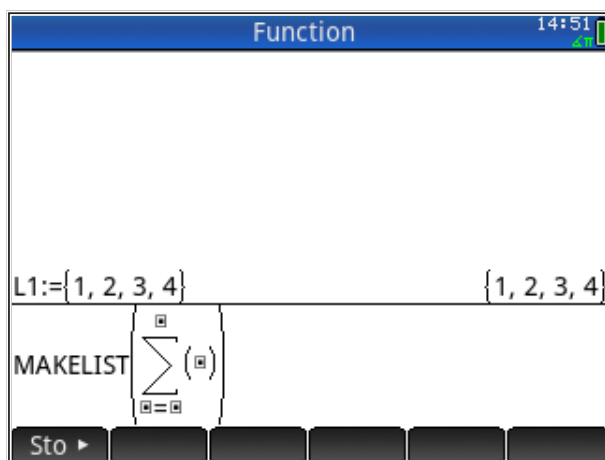 Function
14:51
∡π
L1:={1, 2, 3, 4}
{1, 2, 3, 4}
MAKELIST(∑(▣))
▣=▣
Sto ▸